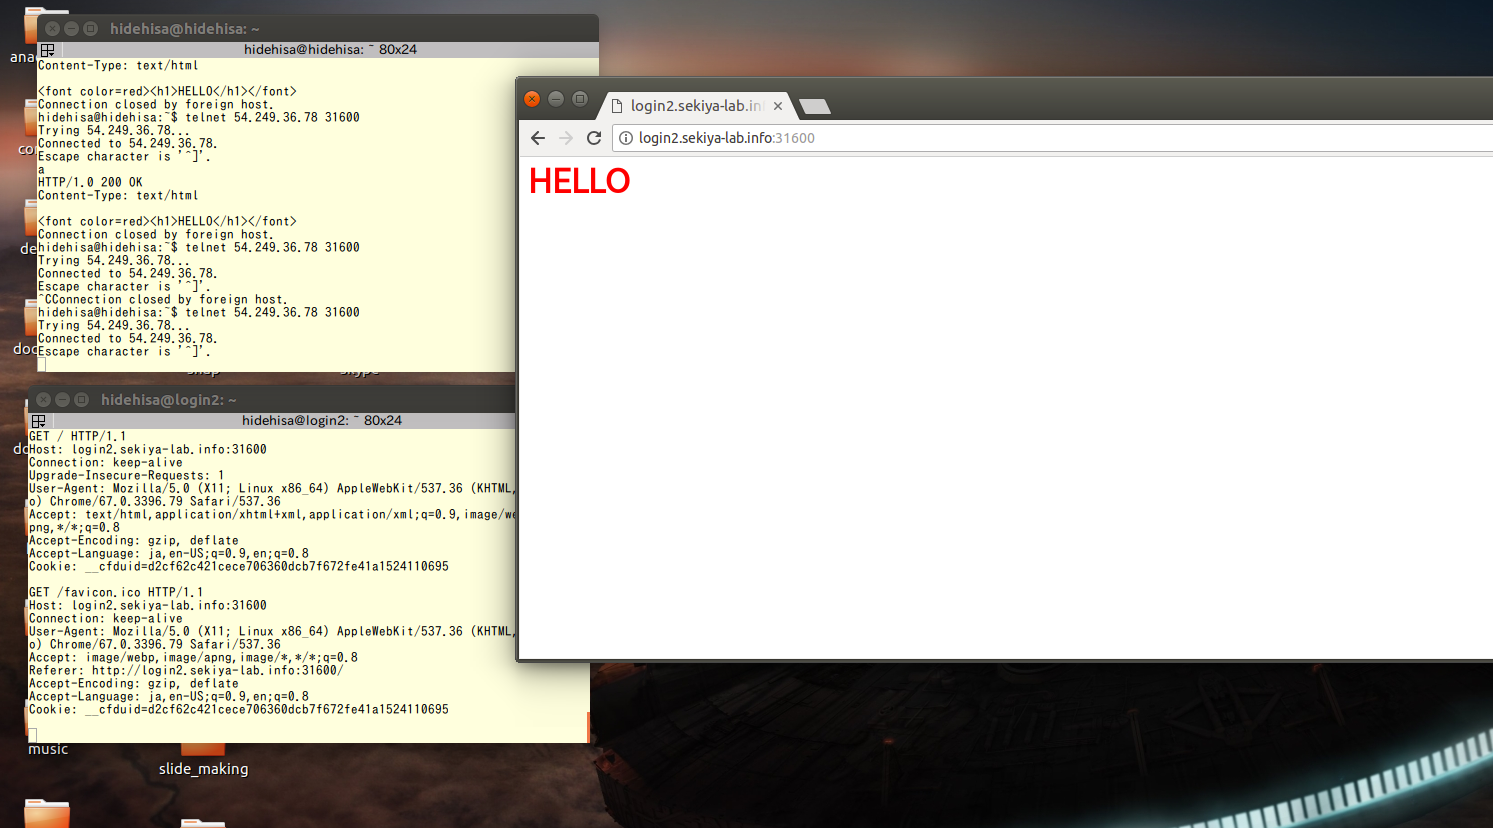 hidehisa@hidehisa: ~
hidehisa@hidehisa: ~ 80x24
Content-Type: text/html
<font color=red><h1>HELLO</h1></font>
Connection closed by foreign host.
hidehisa@hidehisa:~$ telnet 54.249.36.78 31600
Trying 54.249.36.78...
Connected to 54.249.36.78.
Escape character is '^]'.
a
HTTP/1.0 200 OK
Content-Type: text/html
<font color=red><h1>HELLO</h1></font>
Connection closed by foreign host.
hidehisa@hidehisa:~$ telnet 54.249.36.78 31600
Trying 54.249.36.78...
Connected to 54.249.36.78.
Escape character is '^]'.
^CConnection closed by foreign host.
hidehisa@hidehisa:~$ telnet 54.249.36.78 31600
Trying 54.249.36.78...
Connected to 54.249.36.78.
Escape character is '^]'.
hidehisa@login2: ~
hidehisa@login2: ~ 80x24
GET / HTTP/1.1
Host: login2.sekiya-lab.info:31600
Connection: keep-alive
Upgrade-Insecure-Requests: 1
User-Agent: Mozilla/5.0 (X11; Linux x86_64) AppleWebKit/537.36 (KHTML,
o) Chrome/67.0.3396.79 Safari/537.36
Accept: text/html,application/xhtml+xml,application/xml;q=0.9,image/we
png,*/*;q=0.8
Accept-Encoding: gzip, deflate
Accept-Language: ja,en-US;q=0.9,en;q=0.8
Cookie: __cfduid=d2cf62c421cece706360dcb7f672fe41a1524110695
GET /favicon.ico HTTP/1.1
Host: login2.sekiya-lab.info:31600
Connection: keep-alive
User-Agent: Mozilla/5.0 (X11; Linux x86_64) AppleWebKit/537.36 (KHTML,
o) Chrome/67.0.3396.79 Safari/537.36
Accept: image/webp,image/apng,image/*,*/*;q=0.8
Referer: http://login2.sekiya-lab.info:31600/
Accept-Encoding: gzip, deflate
Accept-Language: ja,en-US;q=0.9,en;q=0.8
Cookie: __cfduid=d2cf62c421cece706360dcb7f672fe41a1524110695
login2.sekiya-lab.in
login2.sekiya-lab.info:31600
HELLO
music
slide_making